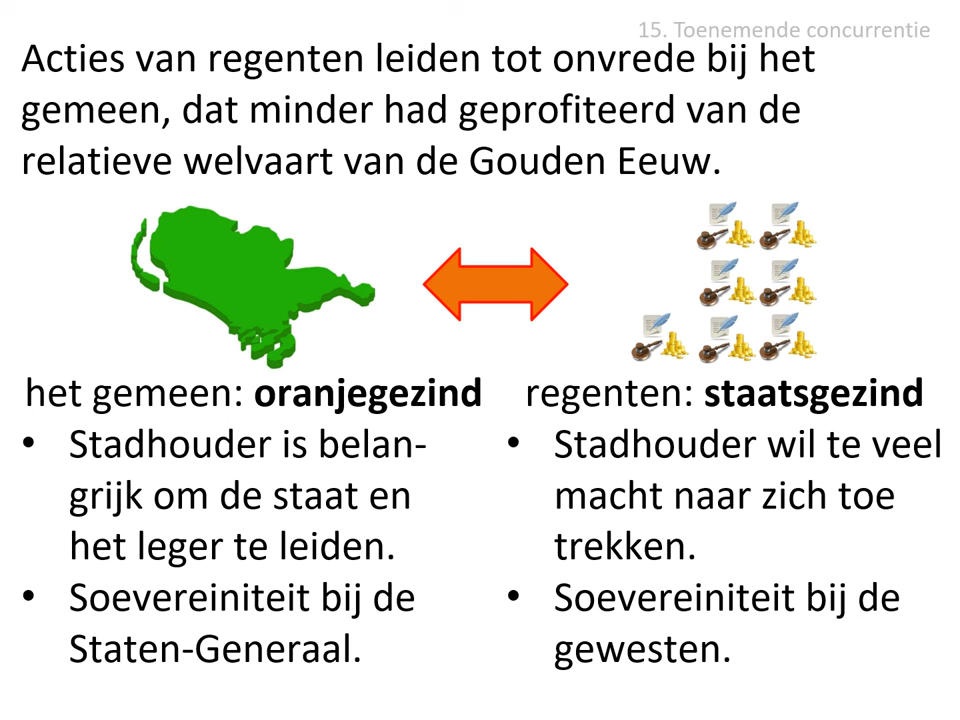 15. Toenemende concurrentie
Acties van regenten leiden tot onvrede bij het
gemeen, dat minder had geprofiteerd van de
relatieve welvaart van de Gouden Eeuw.
het gemeen: oranjegezind
• Stadhouder is belan-
grijk om de staat en
het leger te leiden.
• Soevereiniteit bij de
Staten-Generaal.
regenten: staatsgezind
• Stadhouder wil te veel
macht naar zich toe
trekken.
• Soevereiniteit bij de
gewesten.